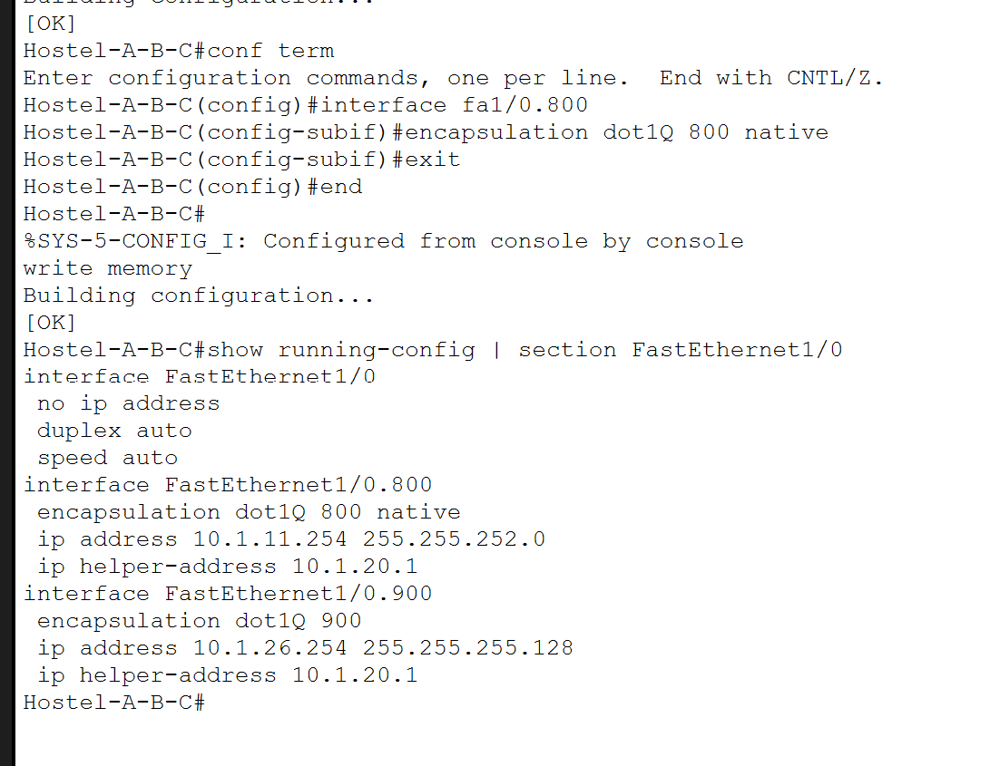 Building configuration...
[OK]
Hostel-A-B-C#conf term
Enter configuration commands, one per line.  End with CNTL/Z.
Hostel-A-B-C(config)#interface fa1/0.800
Hostel-A-B-C(config-subif)#encapsulation dot1Q 800 native
Hostel-A-B-C(config-subif)#exit
Hostel-A-B-C(config)#end
Hostel-A-B-C#
%SYS-5-CONFIG_I: Configured from console by console
write memory
Building configuration...
[OK]
Hostel-A-B-C#show running-config | section FastEthernet1/0
interface FastEthernet1/0
 no ip address
 duplex auto
 speed auto
interface FastEthernet1/0.800
 encapsulation dot1Q 800 native
 ip address 10.1.11.254 255.255.252.0
 ip helper-address 10.1.20.1
interface FastEthernet1/0.900
 encapsulation dot1Q 900
 ip address 10.1.26.254 255.255.255.128
 ip helper-address 10.1.20.1
Hostel-A-B-C#